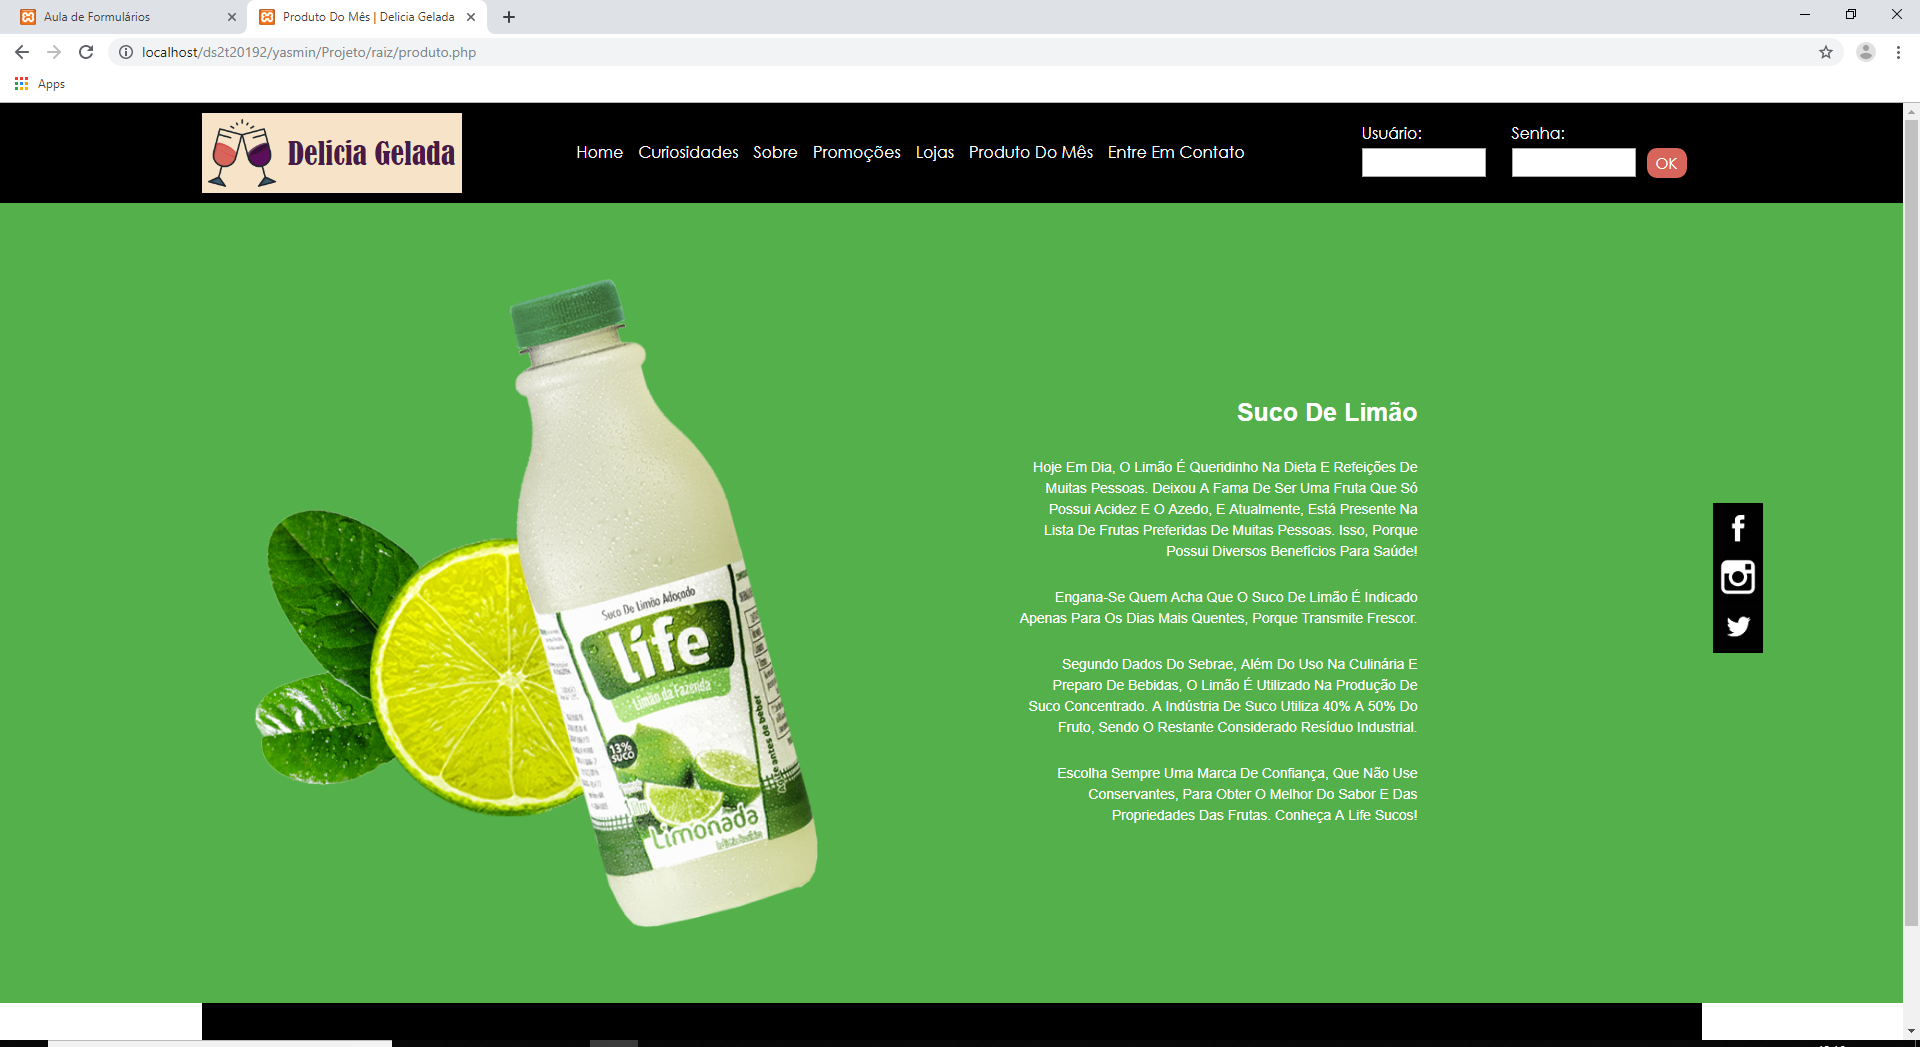 Aula de Formulários
Produto Do Mês | Delicia Gelada
localhost/ds2t20192/yasmin/Projeto/raiz/produto.php
Apps
Delicia Gelada
Home Curiosidades Sobre Promoções Lojas Produto Do Mês Entre Em Contato
Usuário:
Senha:
OK
Suco De Limão Adoçado
life
Limão da Fazenda
13%
SUCO
Limonada
Suco De Limão
Hoje Em Dia, O Limão É Queridinho Na Dieta E Refeições De
Muitas Pessoas. Deixou A Fama De Ser Uma Fruta Que Só
Possui Acidez E O Azedo, E Atualmente, Está Presente Na
Lista De Frutas Preferidas De Muitas Pessoas. Isso, Porque
Possui Diversos Benefícios Para Saúde!
Engana-Se Quem Acha Que O Suco De Limão É Indicado
Apenas Para Os Dias Mais Quentes, Porque Transmite Frescor.
Segundo Dados Do Sebrae, Além Do Uso Na Culinária E
Preparo De Bebidas, O Limão É Utilizado Na Produção De
Suco Concentrado. A Indústria De Suco Utiliza 40% A 50% Do
Fruto, Sendo O Restante Considerado Resíduo Industrial.
Escolha Sempre Uma Marca De Confiança, Que Não Use
Conservantes, Para Obter O Melhor Do Sabor E Das
Propriedades Das Frutas. Conheça A Life Sucos!